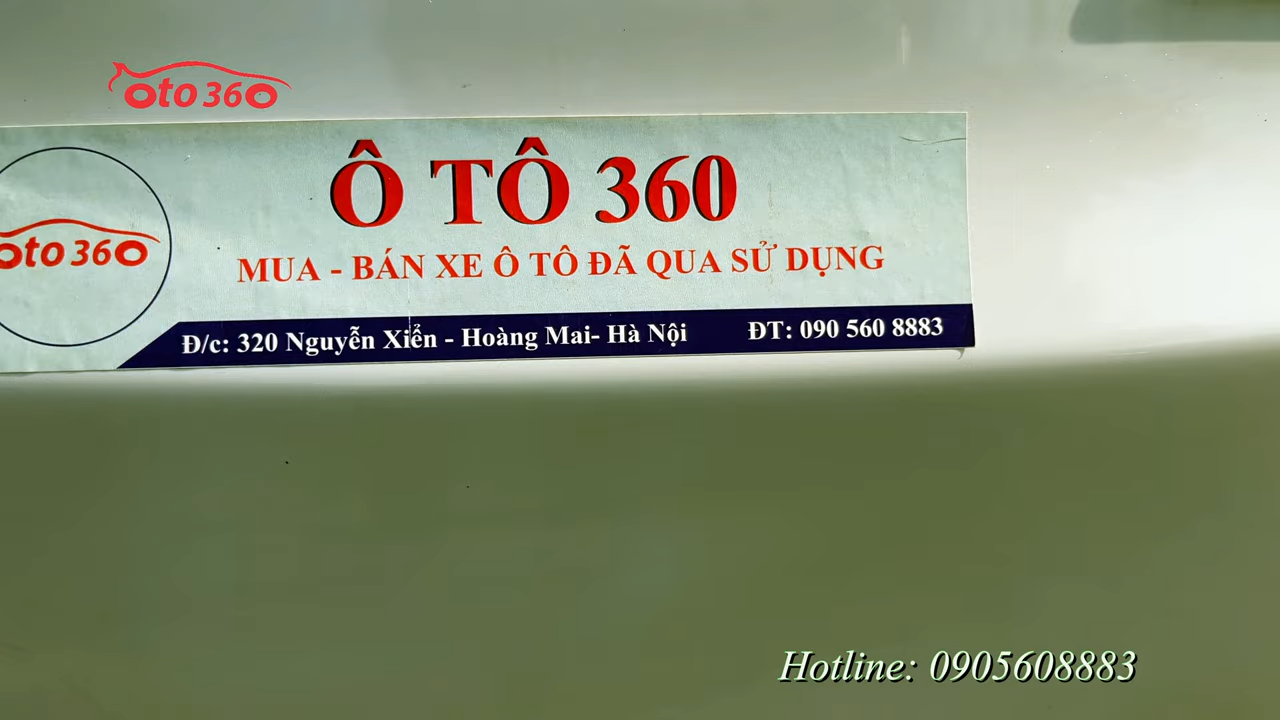 oto 360
Ô TÔ 360
oto 360
MUA - BÁN XE Ô TÔ ĐÃ QUA SỬ DỤNG
Đ/c: 320 Nguyễn Xiển - Hoàng Mai- Hà Nội ĐT: 090 560 8883
Hotline: 0905608883